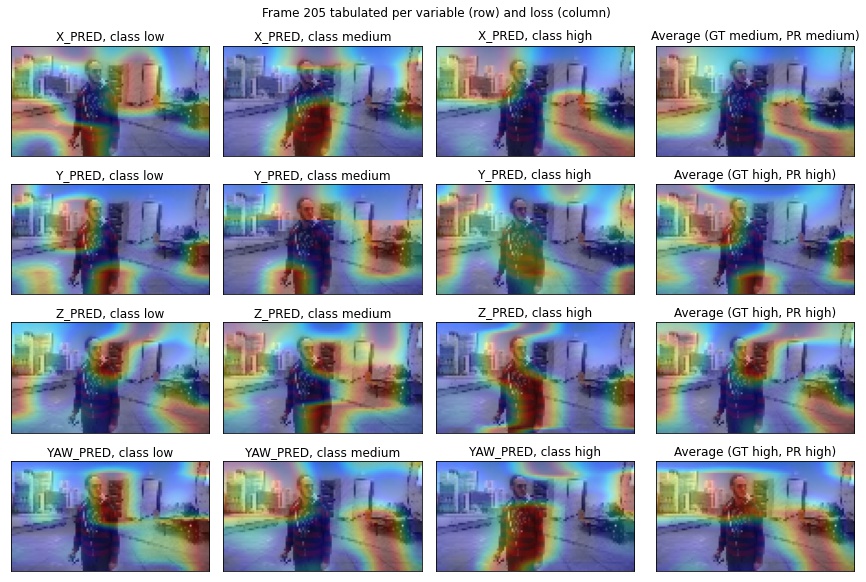 Frame 205 tabulated per variable (row) and loss (column)
X_PRED, class low
X_PRED, class medium
X_PRED, class high
Average (GT medium, PR medium)
Y_PRED, class low
Y_PRED, class medium
Y_PRED, class high
Average (GT high, PR high)
Z_PRED, class low
Z_PRED, class medium
Z_PRED, class high
Average (GT high, PR high)
YAW_PRED, class low
YAW_PRED, class medium
YAW_PRED, class high
Average (GT high, PR high)